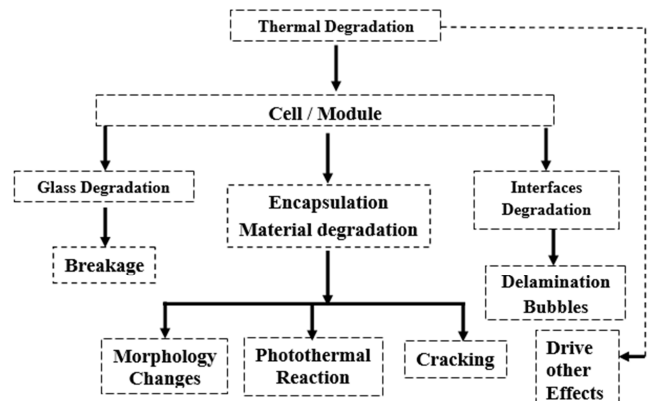 Thermal Degradation
Cell / Module
Glass Degradation
Encapsulation
Material degradation
Interfaces
Degradation
Breakage
Delamination
Bubbles
Morphology
Changes
Photothermal
Reaction
Cracking
Drive
other
Effects